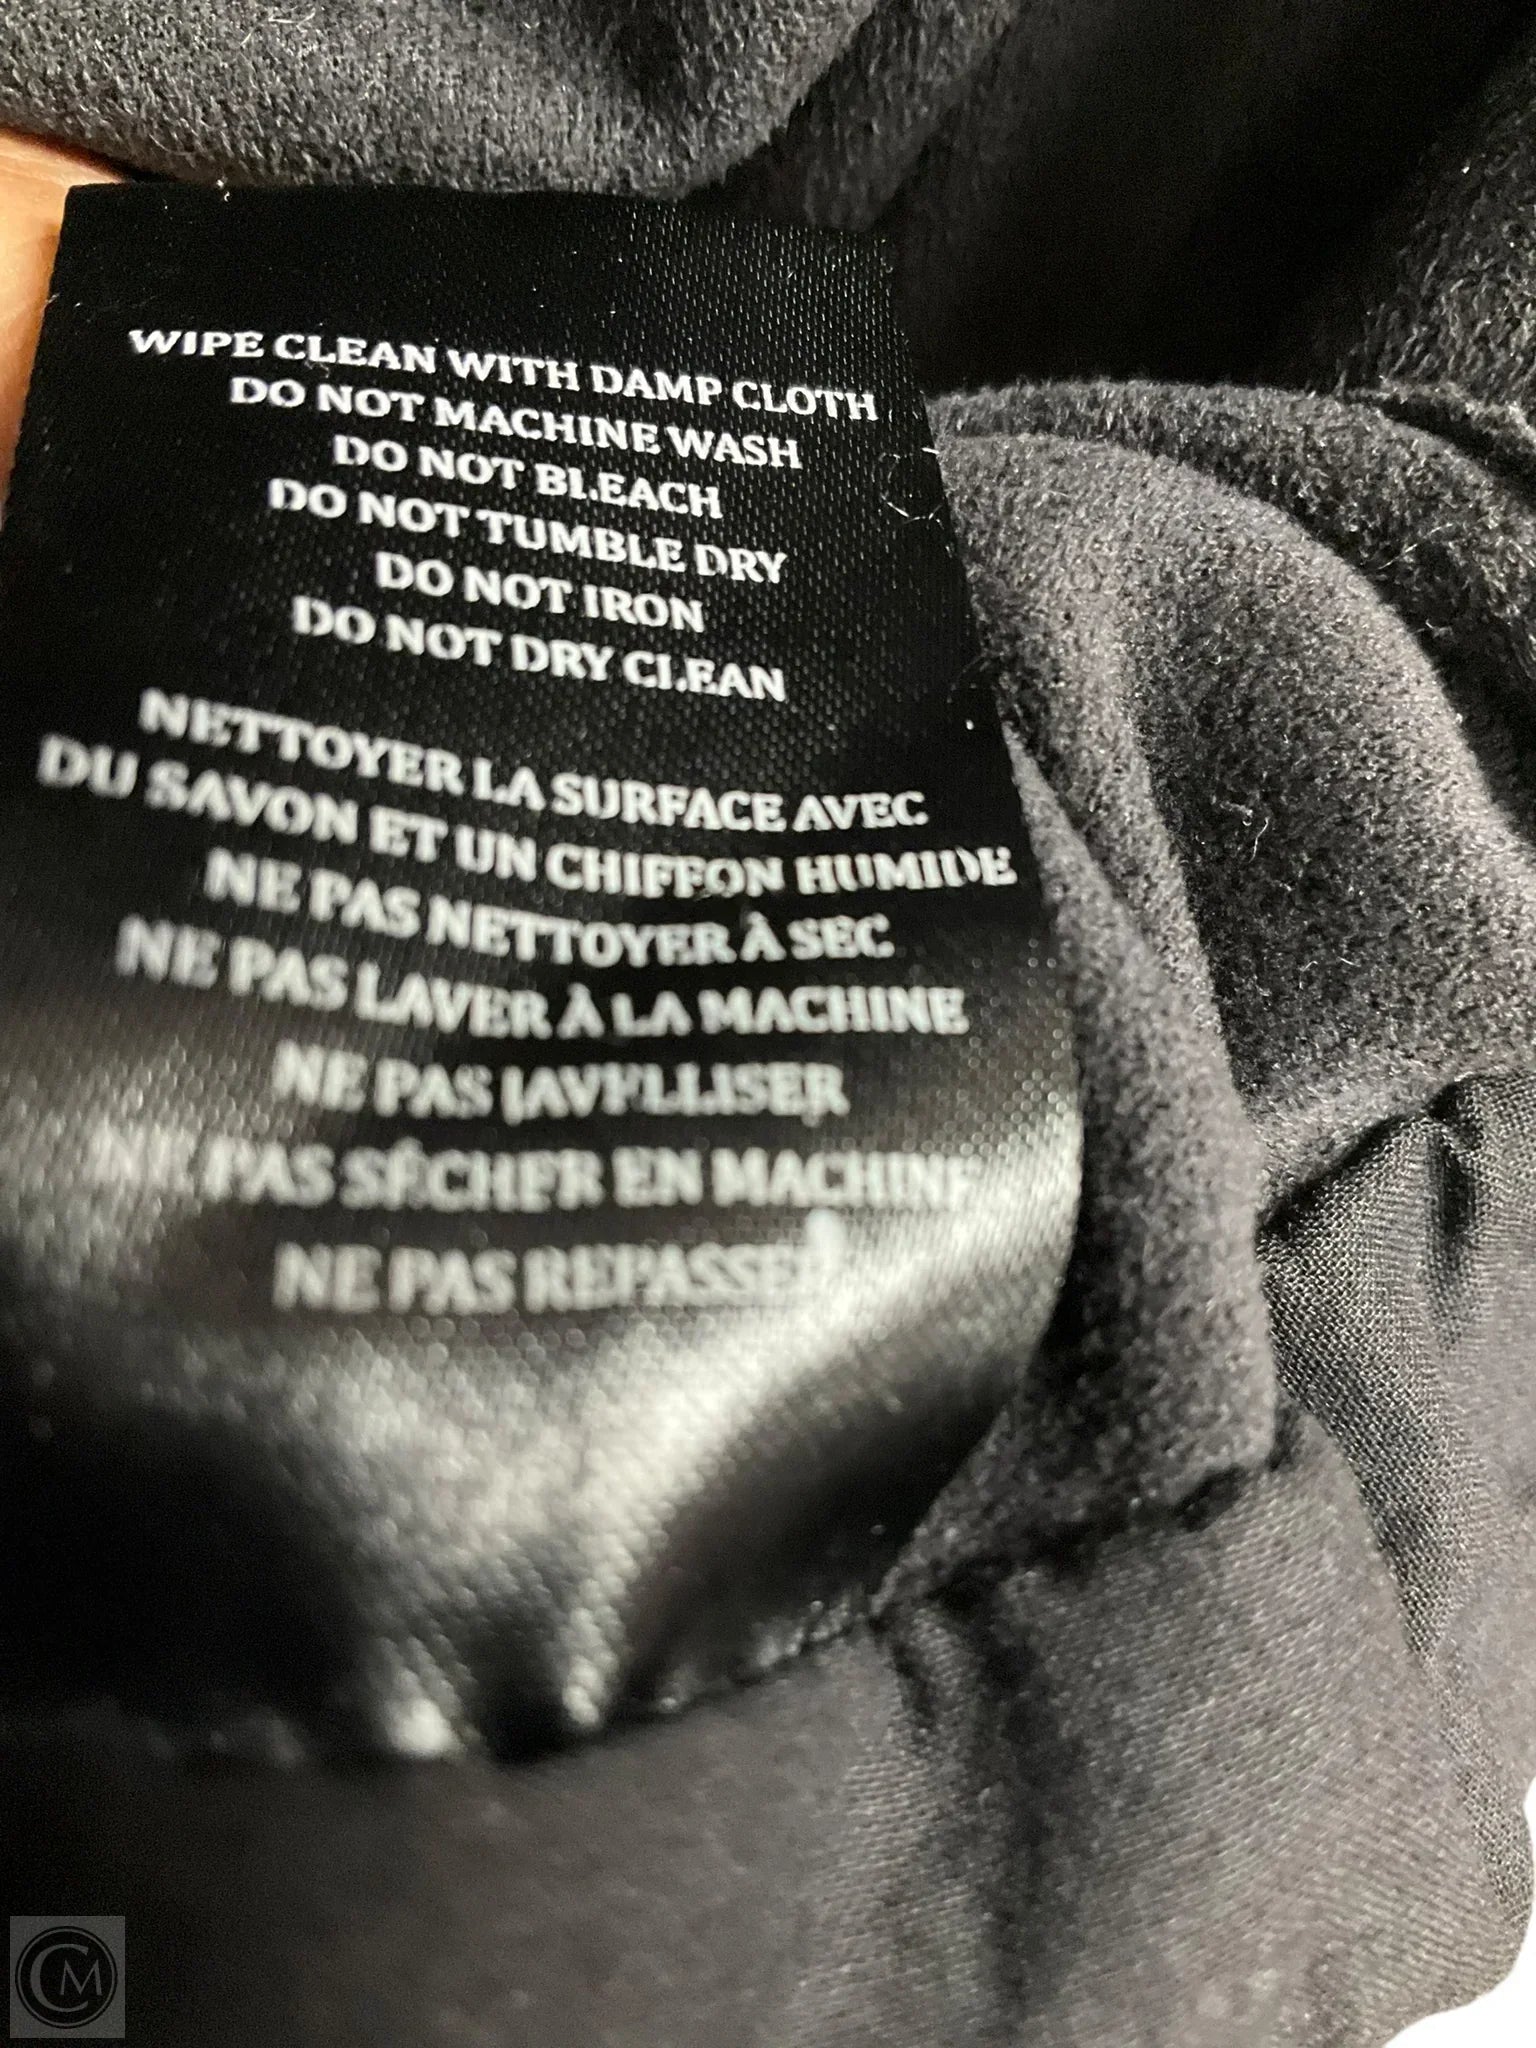 WIPE CLEAN WITH DAMP CLOTH
DO NOT MACHINE WASH
DO NOT BLEACH
DO NOT TUMBLE DRY
DO NOT IRON
DO NOT DRY CLEAN
NETTOYER LA SURFACE AVEC
DU SAVON ET UN CHIFFON HUMIDE
NE PAS NETTOYER À SEC
NE PAS LAVER À LA MACHINE
NE PAS JAVELLISER
NE PAS SÉCHER EN MACHINE
NE PAS REPASSER
CM